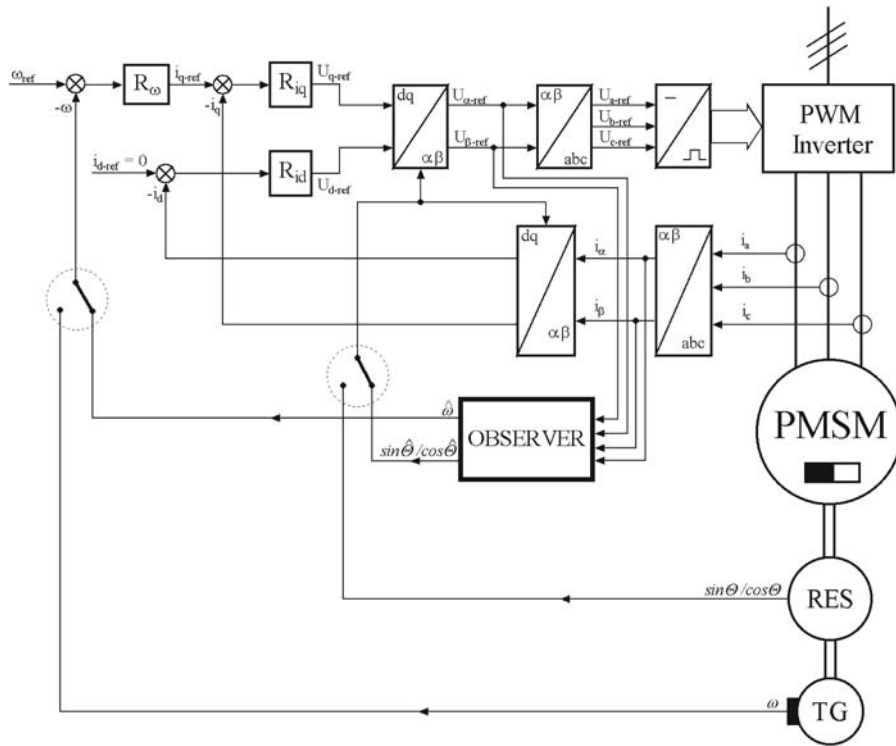 ω_ref
-ω
R_ω
i_q-ref
-i_q
R_iq
U_q-ref
dq
αβ
U_α-ref
U_β-ref
αβ
abc
U_a-ref
U_b-ref
U_c-ref
PWM
Inverter
i_d-ref = 0
-i_d
R_id
U_d-ref
dq
αβ
i_α
i_β
αβ
abc
i_a
i_b
i_c
ω̂
sinΘ̂/cosΘ̂
OBSERVER
PMSM
sinΘ/cosΘ
RES
ω
TG